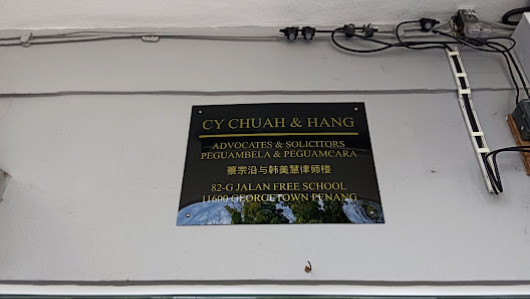 CY CHUAH & HANG
ADVOCATES & SOLICITORS
PEGUAMBELA & PEGUAMCARA
蔡宗沿与韩美慧律师楼
82-G JALAN FREE SCHOOL
11600 GEORGETOWN PENANG